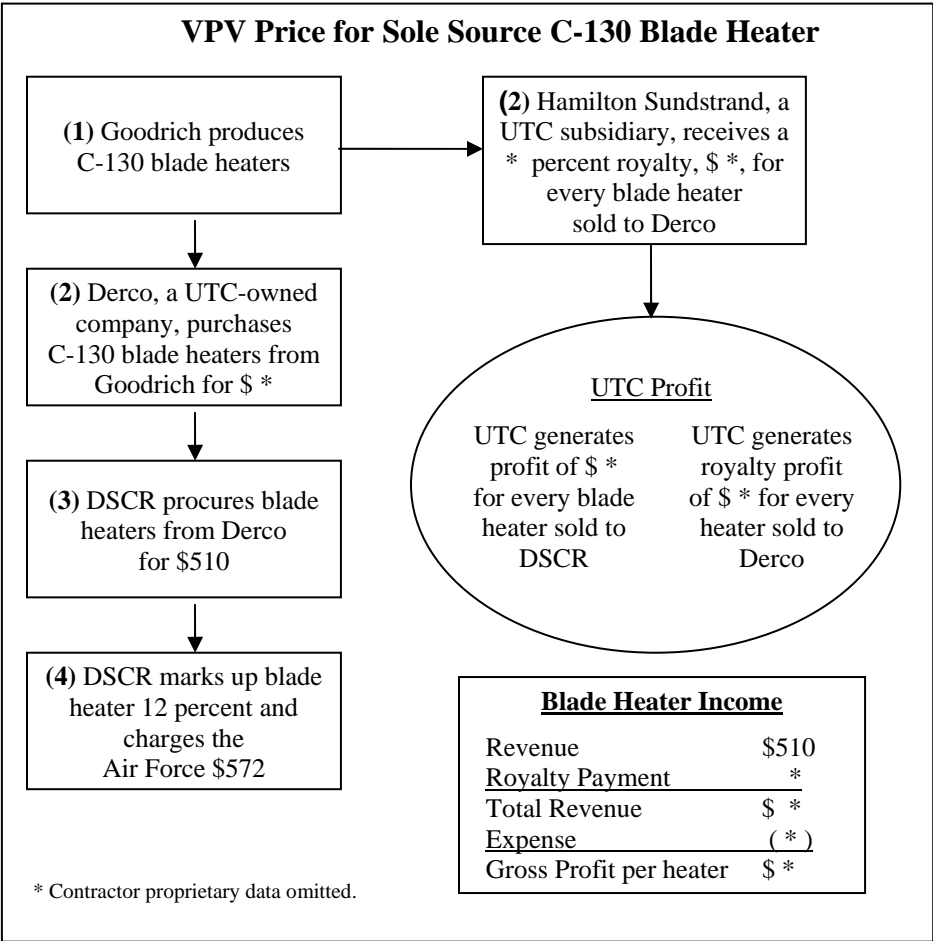 VPV Price for Sole Source C-130 Blade Heater
(1) Goodrich produces
C-130 blade heaters
(2) Hamilton Sundstrand, a
UTC subsidiary, receives a
* percent royalty, $ *, for
every blade heater
sold to Derco
(2) Derco, a UTC-owned
company, purchases
C-130 blade heaters from
Goodrich for $ *
(3) DSCR procures blade
heaters from Derco
for $510
(4) DSCR marks up blade
heater 12 percent and
charges the
Air Force $572
UTC Profit
UTC generates
profit of $ *
for every blade
heater sold to
DSCR
UTC generates
royalty profit
of $ * for every
heater sold to
Derco
Blade Heater Income
Revenue $510
Royalty Payment *
Total Revenue $ *
Expense ( * )
Gross Profit per heater $ *
* Contractor proprietary data omitted.